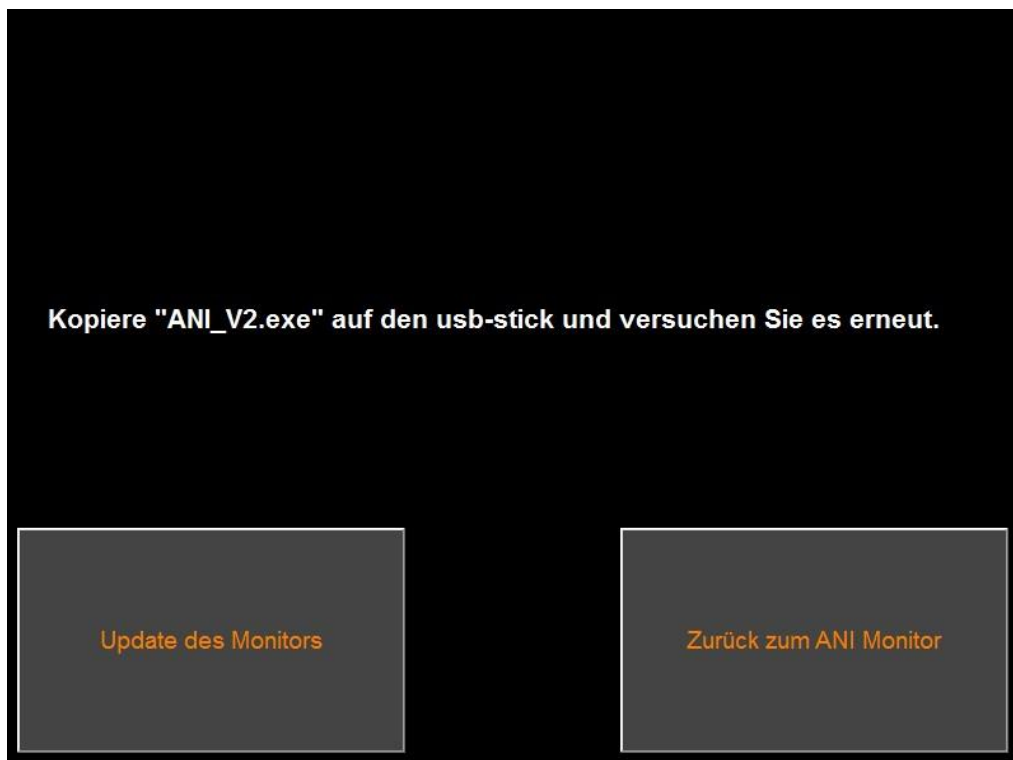 Kopiere "ANI_V2.exe" auf den usb-stick und versuchen Sie es erneut.
Update des Monitors
Zurück zum ANI Monitor